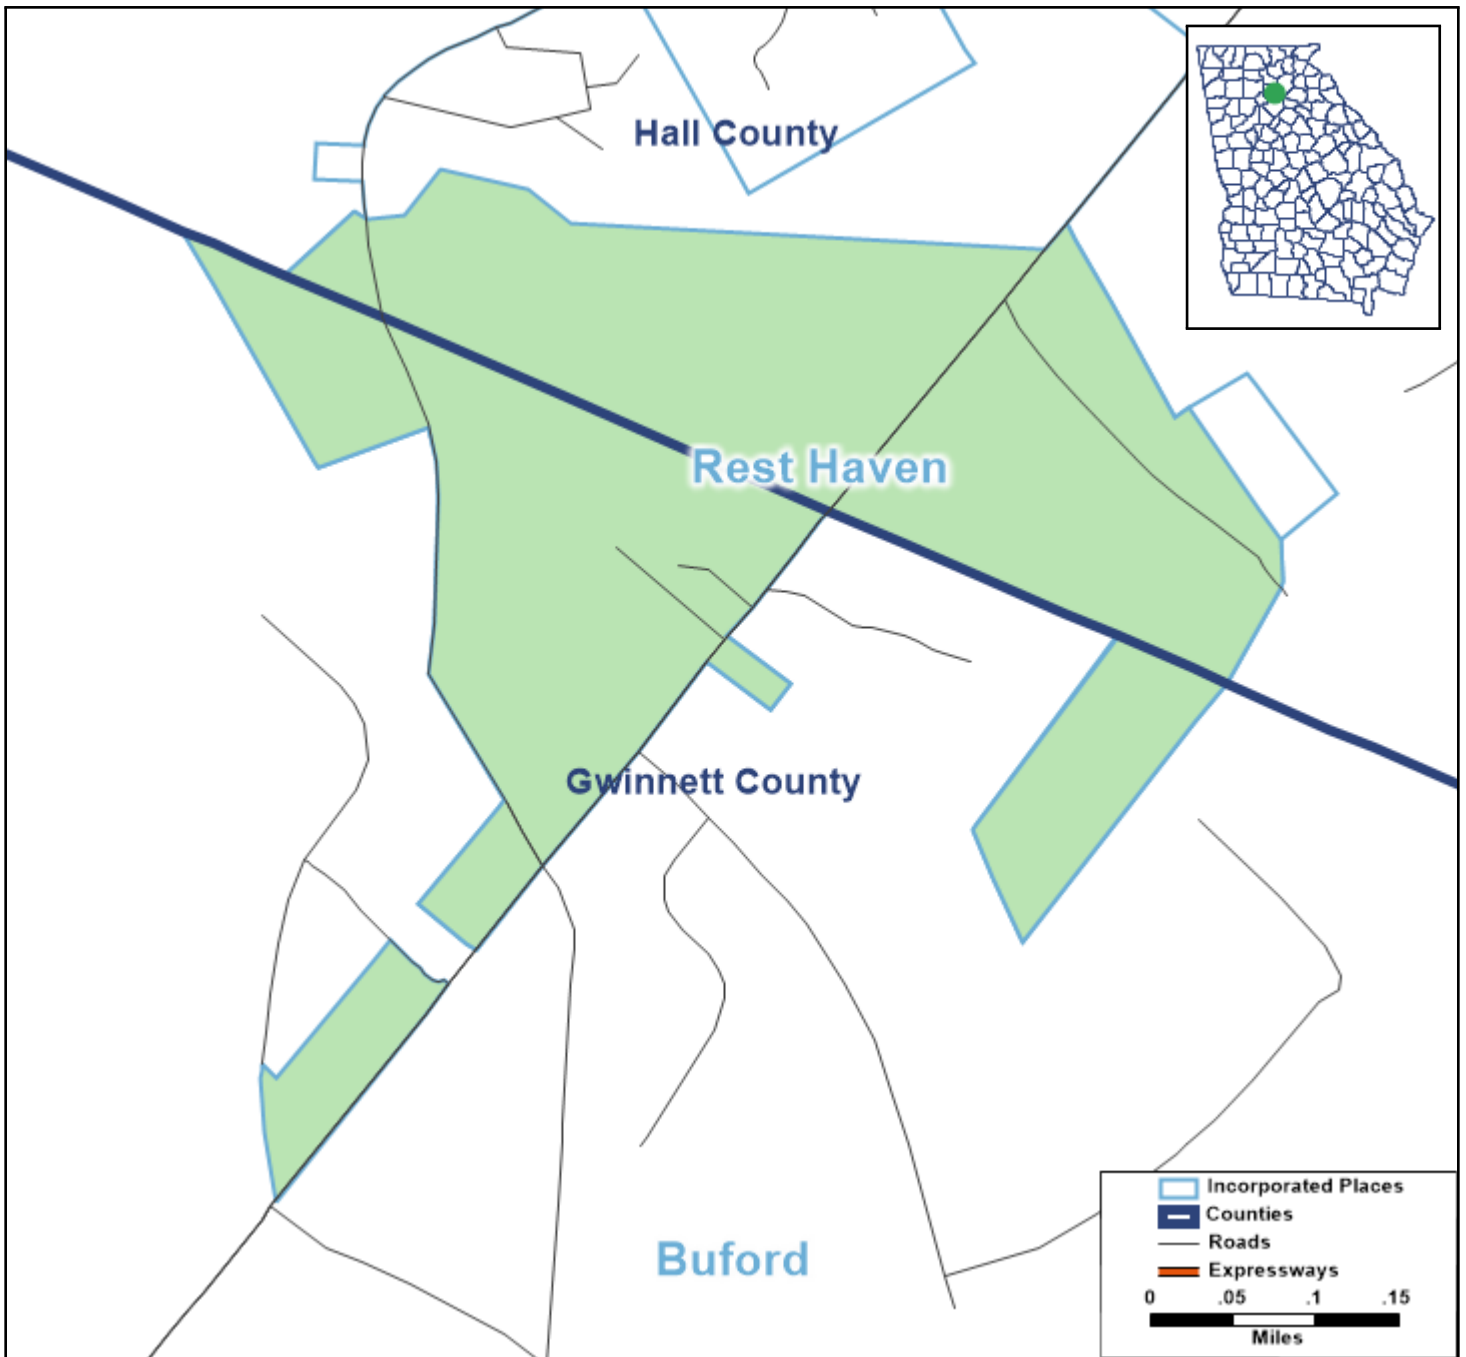 Hall County
Rest Haven
Gwinnett County
Buford
Incorporated Places
Counties
Roads
Expressways
0 .05 .1 .15
Miles